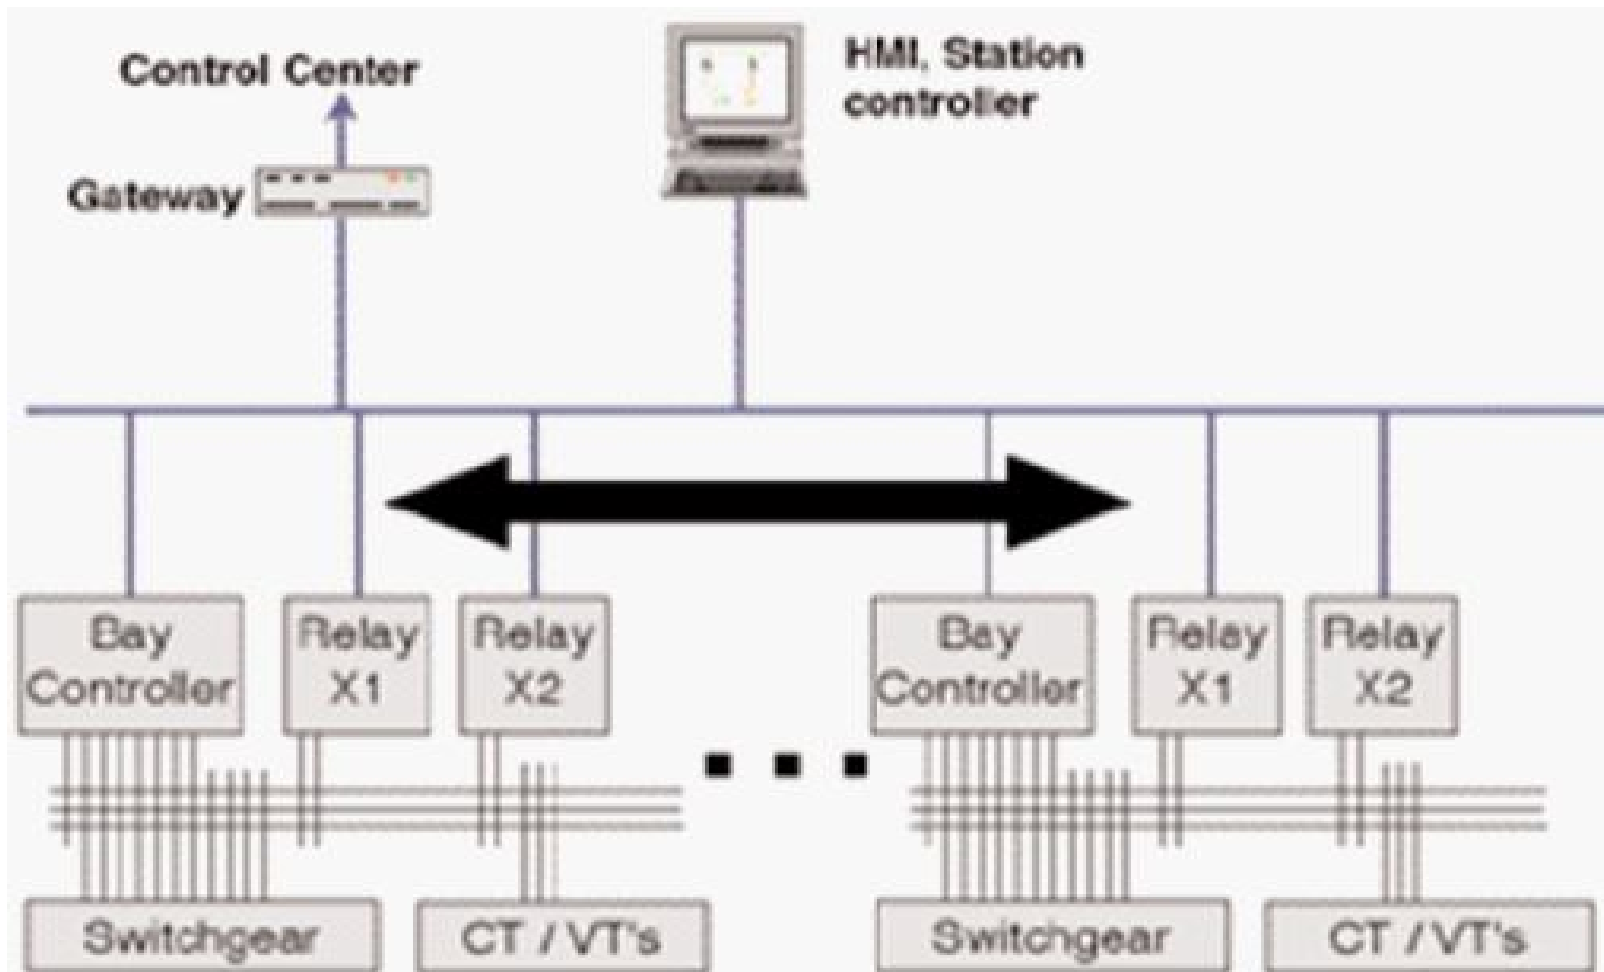 Control Center
HMI, Station
controller
Gateway
Bay
Controller
Relay
X1
Relay
X2
Bay
Controller
Relay
X1
Relay
X2
Switchgear
CT / VT's
Switchgear
CT / VT's